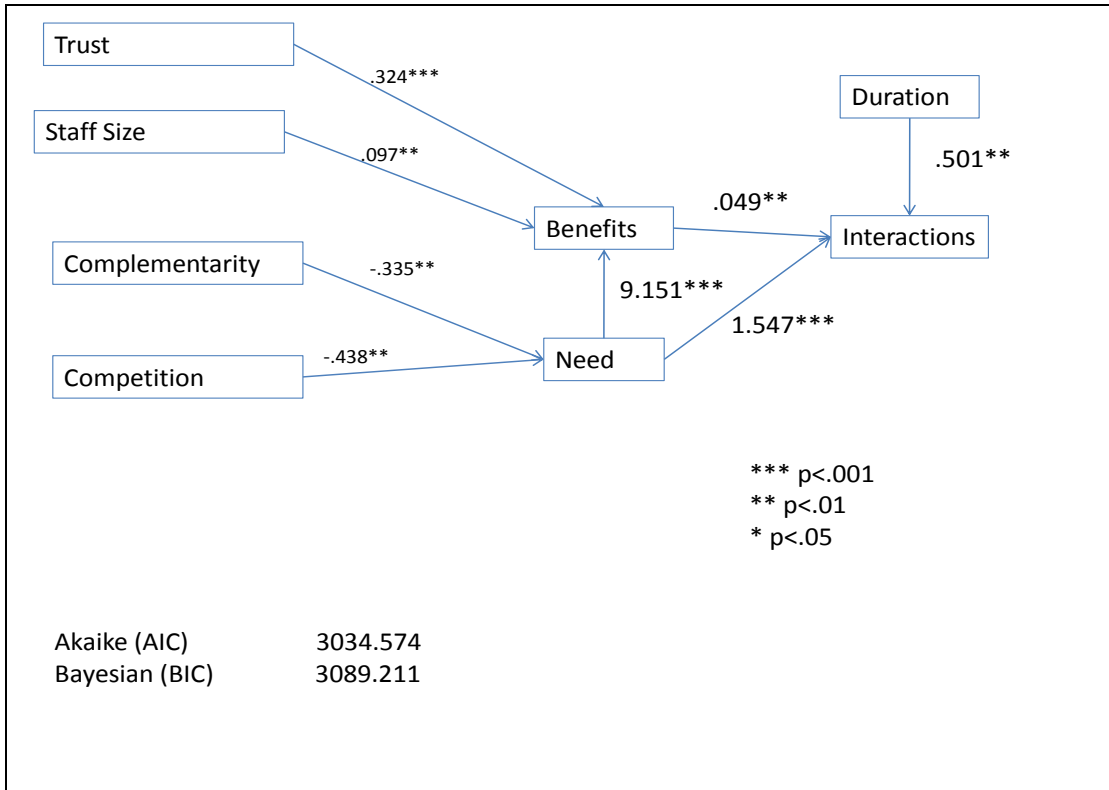 Trust
.324***
Duration
Staff Size
.097**
.501**
.049**
Benefits
Interactions
Complementarity
-.335**
9.151***
1.547***
-.438**
Need
Competition
*** p<.001
** p<.01
* p<.05
Akaike (AIC) 3034.574
Bayesian (BIC) 3089.211